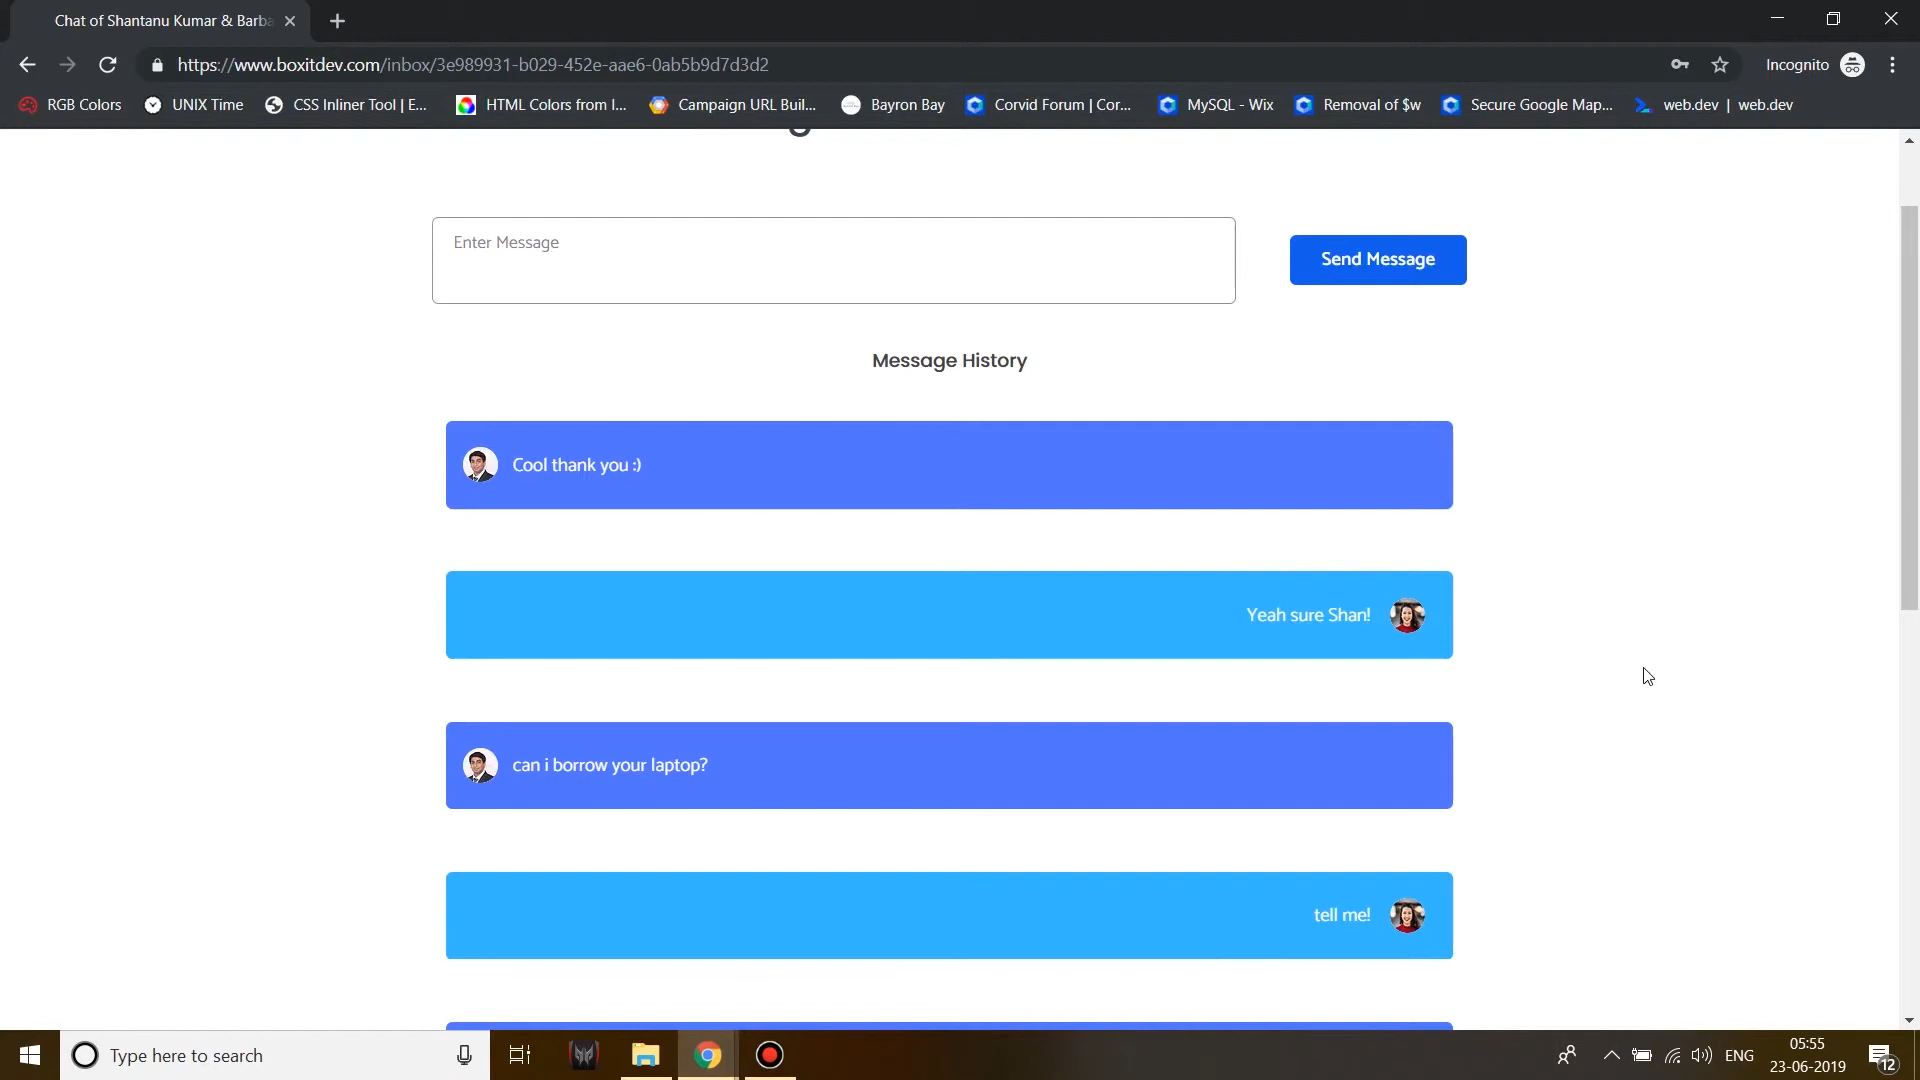 Chat of Shantanu Kumar & Barba
https://www.boxitdev.com/inbox/3e989931-b029-452e-aae6-0ab5b9d7d3d2
Incognito
RGB Colors
UNIX Time
CSS Inliner Tool | E...
HTML Colors from I...
Campaign URL Buil...
Bayron Bay
Corvid Forum | Cor...
MySQL - Wix
Removal of $w
Secure Google Map...
web.dev | web.dev
Enter Message
Send Message
Message History
Cool thank you :)
Yeah sure Shan!
can i borrow your laptop?
tell me!
Type here to search
ENG
05:55
23-06-2019
12